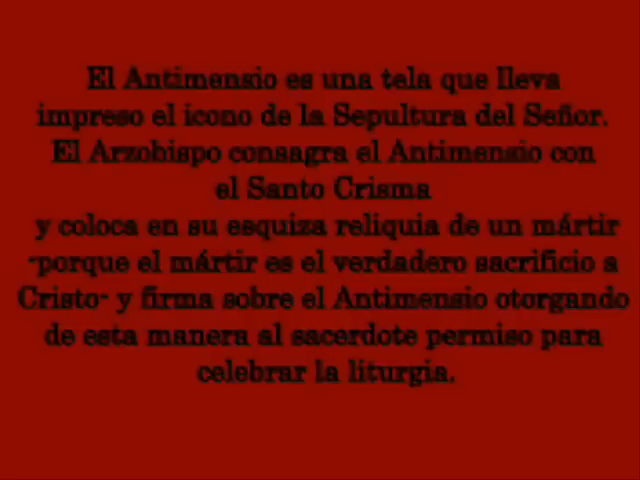 El Antimensio es una tela que lleva
impreso el icono de la Sepultura del Señor.
El Arzobispo consagra el Antimensio con
el Santo Crisma
y coloca en su esquiza reliquia de un mártir
-porque el mártir es el verdadero sacrificio a
Cristo- y firma sobre el Antimensio otorgando
de esta manera al sacerdote permiso para
celebrar la liturgia.